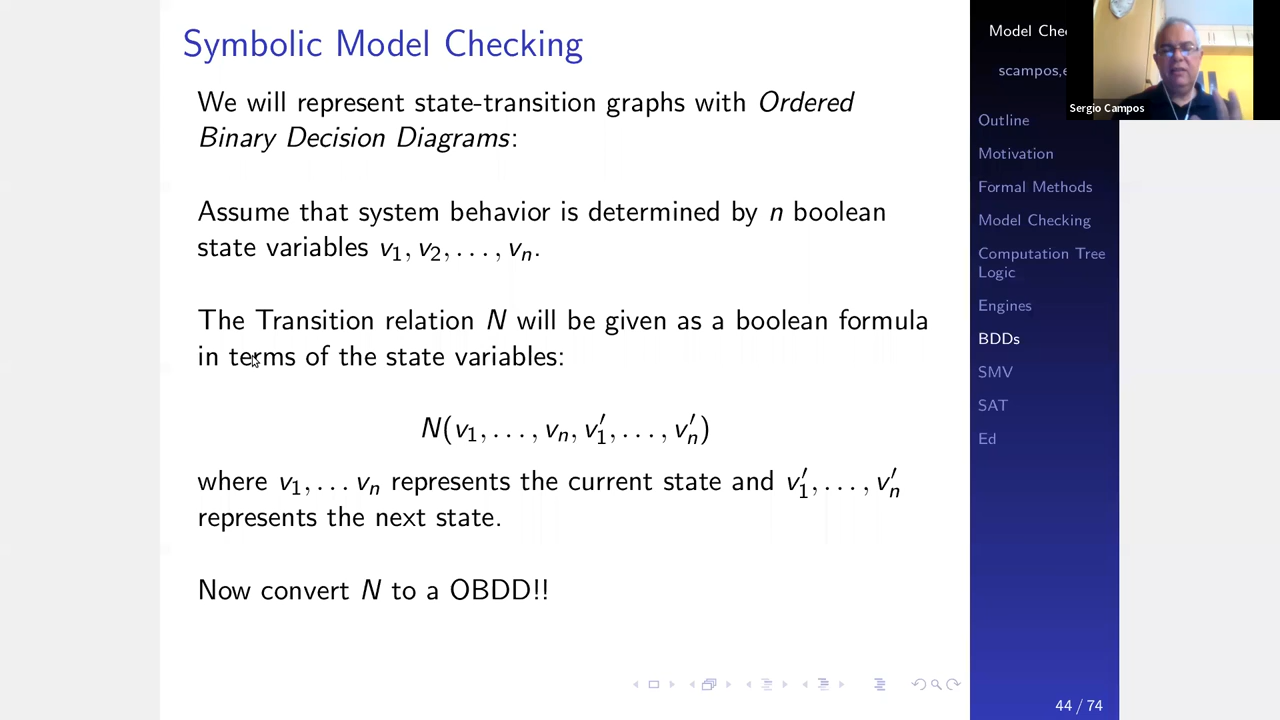 Symbolic Model Checking
We will represent state-transition graphs with Ordered
Binary Decision Diagrams:
Assume that system behavior is determined by n boolean
state variables v₁, v₂, . . . , vₙ.
The Transition relation N will be given as a boolean formula
in terms of the state variables:
N(v₁, . . . , vₙ, v′₁, . . . , v′ₙ)
where v₁, . . . vₙ represents the current state and v′₁, . . . , v′ₙ
represents the next state.
Now convert N to a OBDD!!
Model Che
scampos,e
Sergio Campos
Outline
Motivation
Formal Methods
Model Checking
Computation Tree
Logic
Engines
BDDs
SMV
SAT
Ed
44 / 74